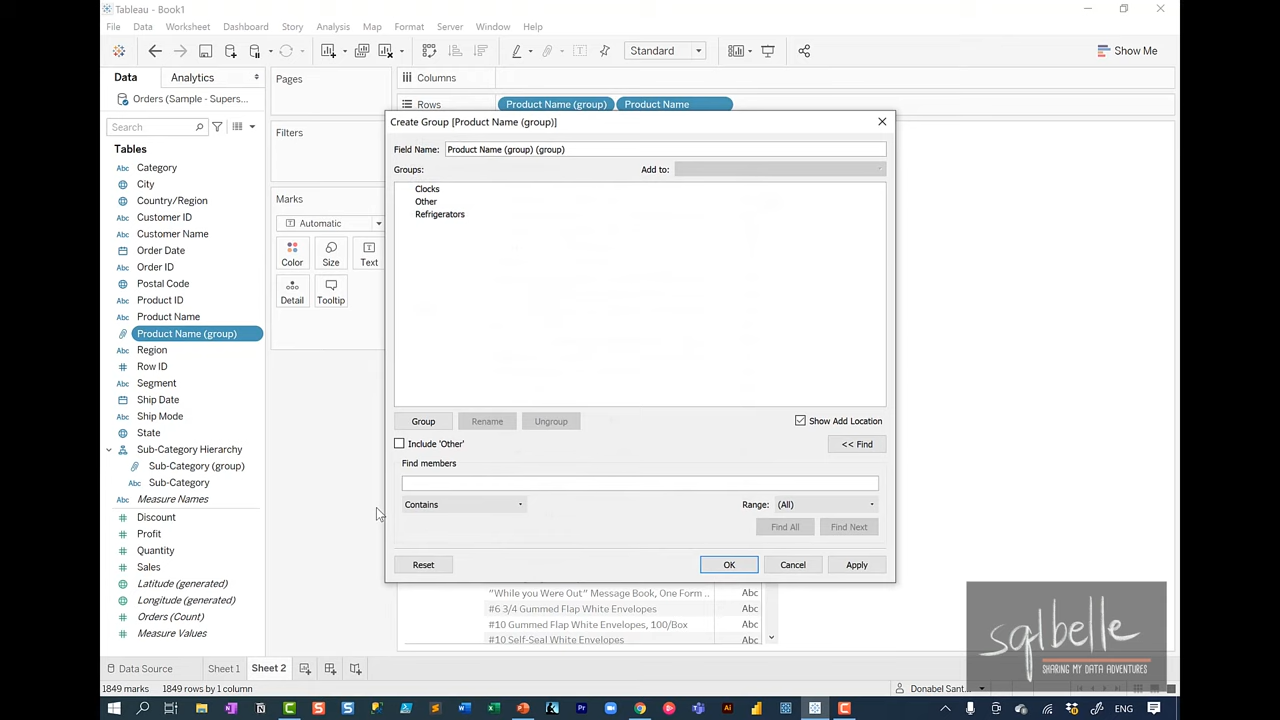 Tableau - Book1
File Data Worksheet Dashboard Story Analysis Map Format Server Window Help
Standard
Show Me
Data Analytics
Pages
Columns
Orders (Sample - Supers...
Rows Product Name (group) Product Name
Search
Filters
Tables
Category
City
Country/Region
Customer ID
Customer Name
Order Date
Order ID
Postal Code
Product ID
Product Name
Product Name (group)
Region
Row ID
Segment
Ship Date
Ship Mode
State
Sub-Category Hierarchy
Sub-Category (group)
Sub-Category
Measure Names
Discount
Profit
Quantity
Sales
Latitude (generated)
Longitude (generated)
Orders (Count)
Measure Values
Marks
Automatic
Color Size Text
Detail Tooltip
Create Group [Product Name (group)]
Field Name: Product Name (group) (group)
Groups: Add to:
Clocks
Other
Refrigerators
Group Rename Ungroup Show Add Location
Include 'Other' << Find
Find members
Contains Range: (All)
Find All Find Next
Reset OK Cancel Apply
"While you Were Out" Message Book, One Form .. Abc
#6 3/4 Gummed Flap White Envelopes Abc
#10 Gummed Flap White Envelopes, 100/Box Abc
#10 Self-Seal White Envelopes Abc
sqlbelle
SHARING MY DATA ADVENTURES
Data Source Sheet 1 Sheet 2
1849 marks 1849 rows by 1 column Donabel Sant...
ENG